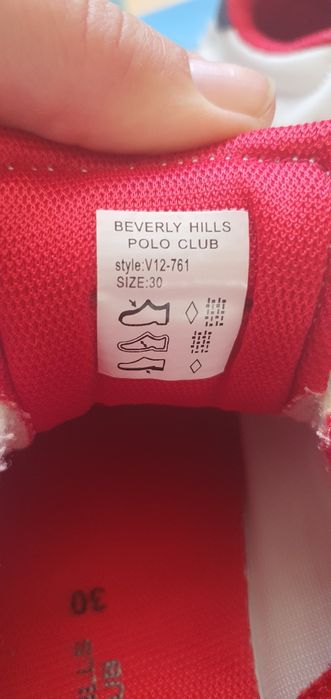 BEVERLY HILLS
POLO CLUB
style:V12-761
SIZE:30
30